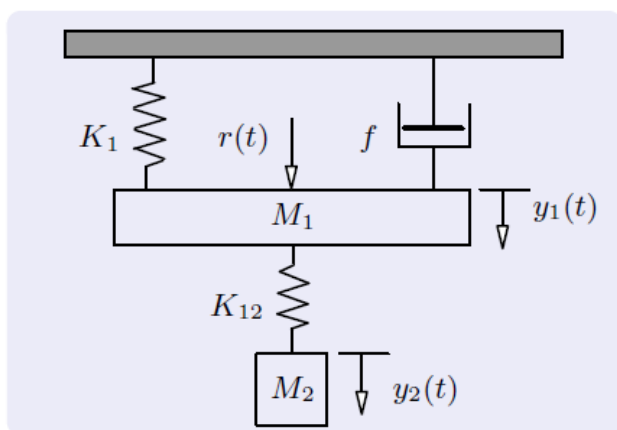 K₁
r(t)
f
M₁
y₁(t)
K₁₂
M₂
y₂(t)